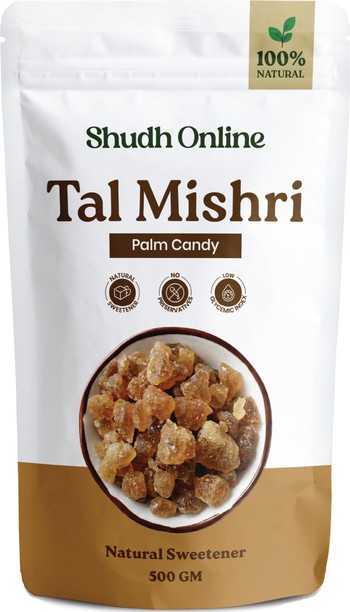 100%
NATURAL
Shudh Online
Tal Mishri
Palm Candy
NATURAL
SWEETENER
NO
PRESERVATIVES
LOW
GLYCEMIC INDEX
Natural Sweetener
500 GM